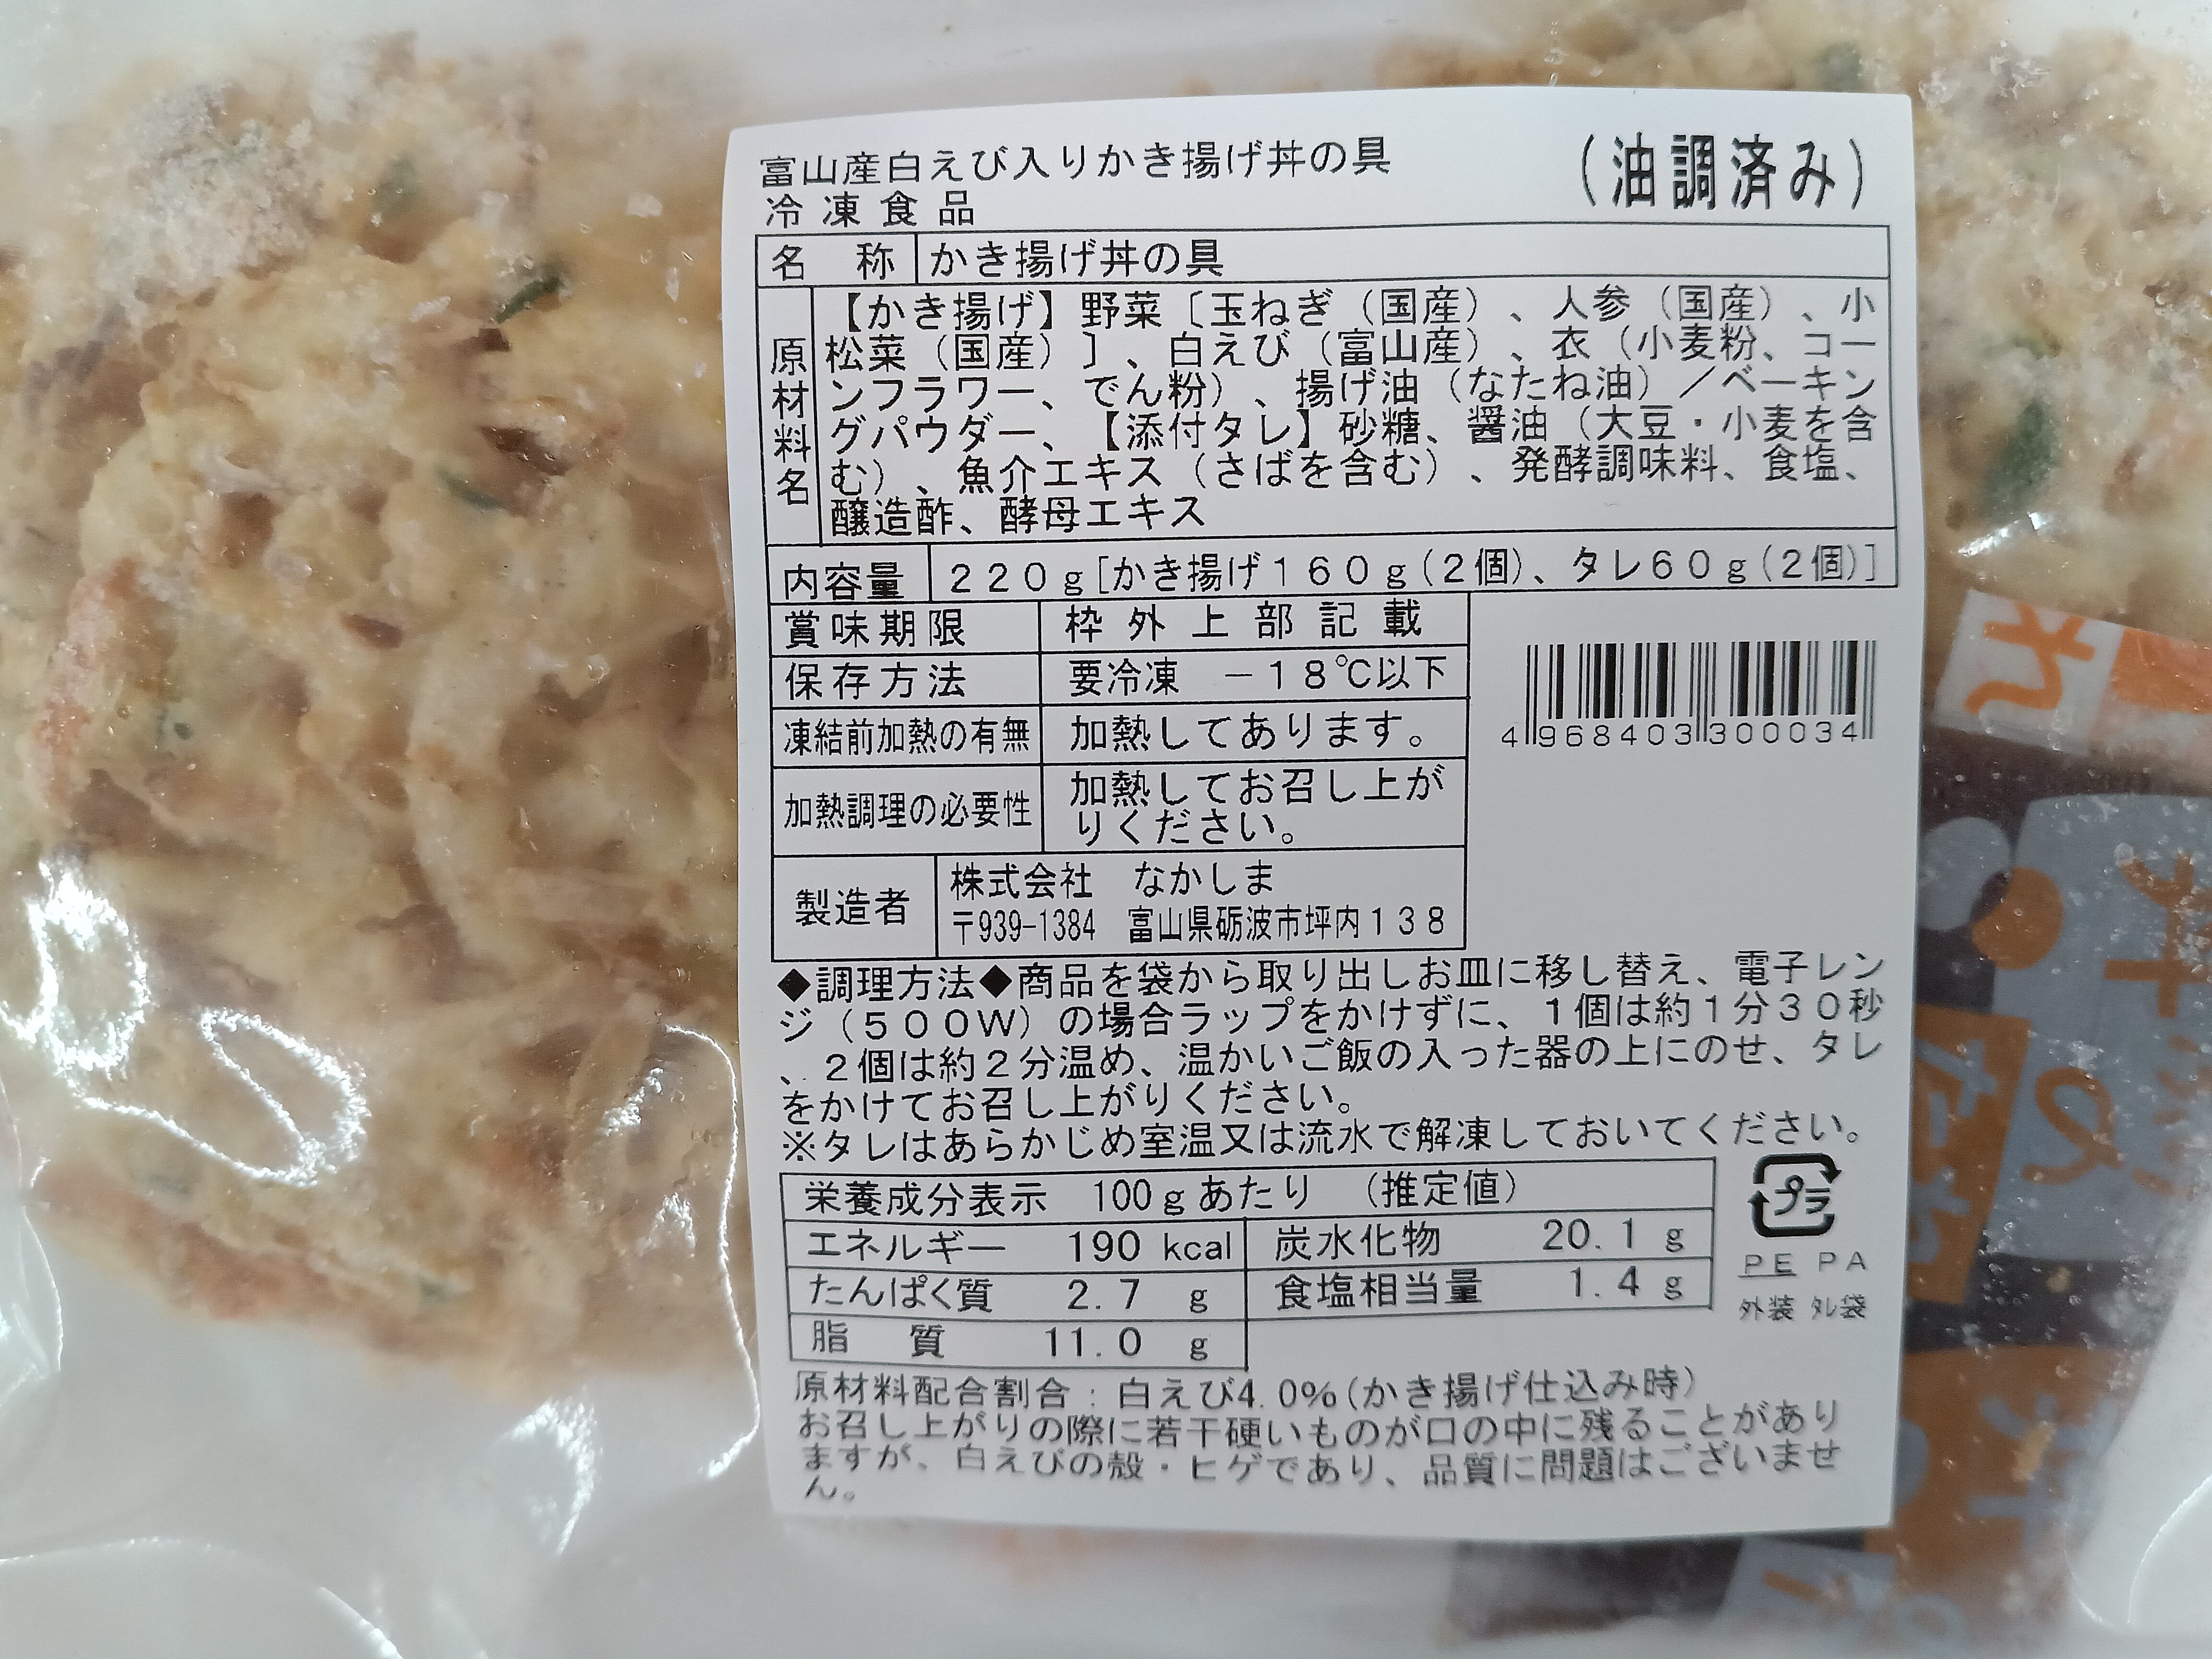 富山産白えび入りかき揚げ丼の具
(油調済み)
冷凍食品
名 称 かき揚げ丼の具
原材料名
【かき揚げ】野菜〔玉ねぎ（国産）、人参（国産）、小
松菜（国産）〕、白えび（富山産）、衣（小麦粉、コー
ンフラワー、でん粉）、揚げ油（なたね油）／ベーキン
グパウダー、【添付タレ】砂糖、醤油（大豆・小麦を含
む）、魚介エキス（さばを含む）、発酵調味料、食塩、
醸造酢、酵母エキス
内容量 220g[かき揚げ160g(2個)、タレ60g(2個)]
賞味期限 枠外上部記載
保存方法 要冷凍 －18℃以下
凍結前加熱の有無 加熱してあります。
加熱調理の必要性 加熱してお召し上が
りください。
製造者 株式会社 なかしま
〒939-1384 富山県砺波市坪内138
4968403300034
◆調理方法◆商品を袋から取り出しお皿に移し替え、電子レン
ジ（500W）の場合ラップをかけずに、1個は約1分30秒
、2個は約2分温め、温かいご飯の入った器の上にのせ、タレ
をかけてお召し上がりください。
※タレはあらかじめ室温又は流水で解凍しておいてください。
栄養成分表示 100gあたり （推定値）
エネルギー 190 kcal 炭水化物 20.1 g
たんぱく質 2.7 g 食塩相当量 1.4 g
脂 質 11.0 g
プラ
PE PA
外装 タレ袋
原材料配合割合：白えび4.0%(かき揚げ仕込み時)
お召し上がりの際に若干硬いものが口の中に残ることがあり
ますが、白えびの殻・ヒゲであり、品質に問題はございませ
ん。